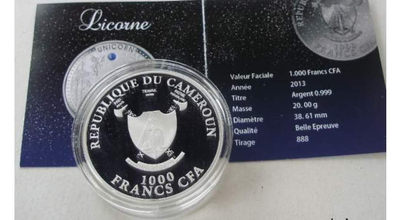 Licorne
UNICORN
REPUBLIQUE DU CAMEROUN
1000
FRANCS CFA
Valeur Faciale 1.000 Francs CFA
Année 2013
Titre Argent 0.999
Masse 20.00 g
Diamètre 38.61 mm
Qualité Belle Epreuve
Tirage 888